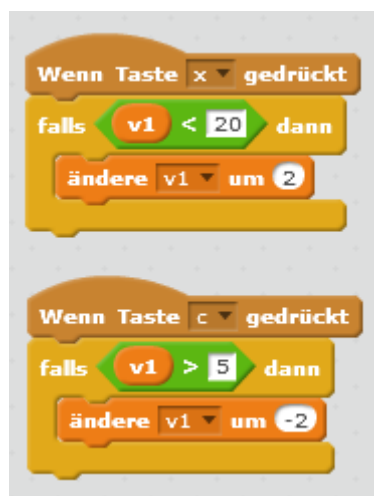 Wenn Taste x gedrückt
falls v1 < 20 dann
ändere v1 um 2
Wenn Taste c gedrückt
falls v1 > 5 dann
ändere v1 um -2